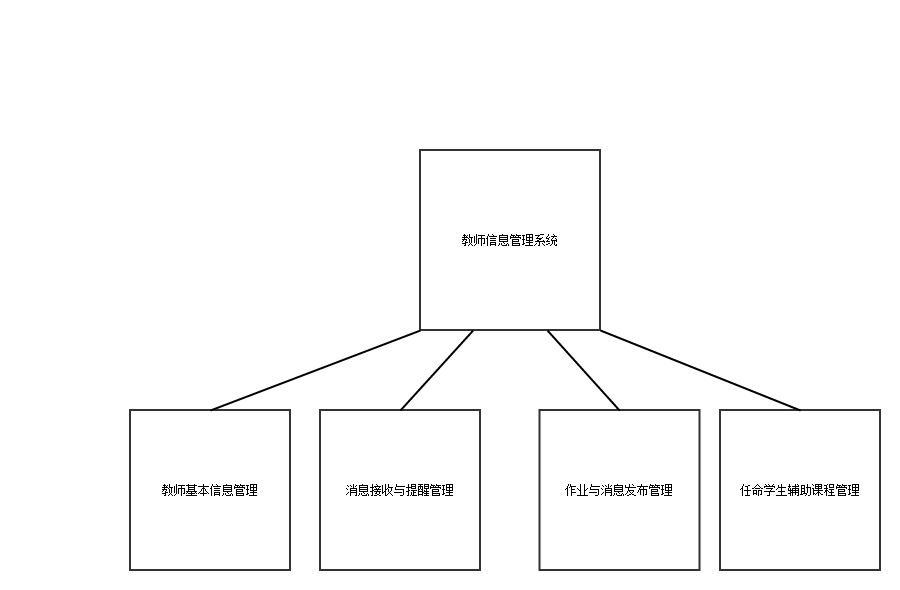 教师信息管理系统
教师基本信息管理
消息接收与提醒管理
作业与消息发布管理
任命学生辅助课程管理